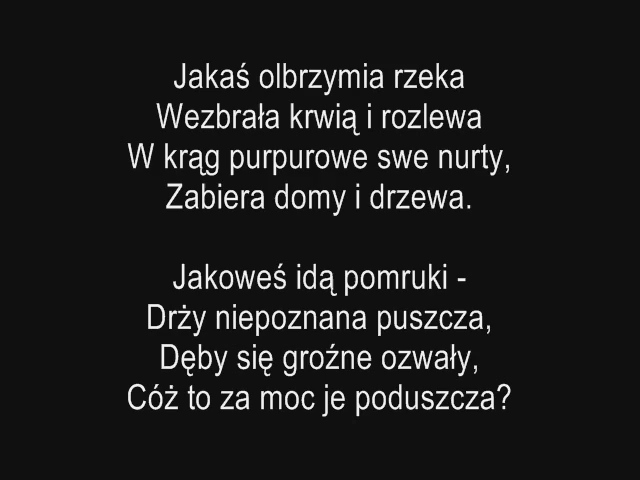 Jakaś olbrzymia rzeka
Wezbrała krwią i rozlewa
W krąg purpurowe swe nurty,
Zabiera domy i drzewa.
Jakoweś idą pomruki -
Drży niepoznana puszcza,
Dęby się groźne ozwały,
Cóż to za moc je poduszcza?